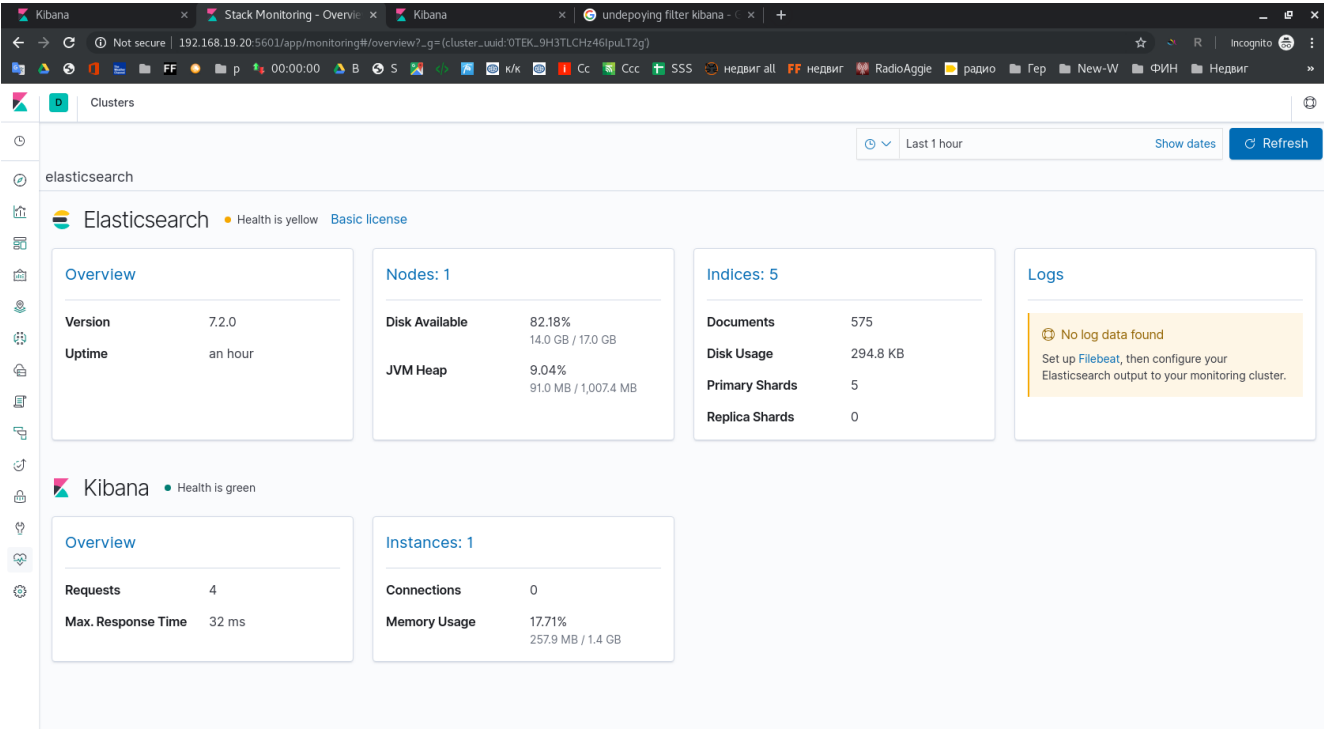 Kibana
Stack Monitoring - Overvie
Kibana
undepoying filter kibana -
Not secure | 192.168.19.20:5601/app/monitoring#/overview?_g=(cluster_uuid:'0TEK_9H3TLCHz46IpuLT2g')
R
Incognito
FF
p
00:00:00
B
S
к/к
Cc
Ccc
SSS
недвиг all
FF недвиг
RadioAggie
радио
Гер
New-W
ФИН
Недвиг
»
D
Clusters
Last 1 hour
Show dates
Refresh
elasticsearch
Elasticsearch
Health is yellow
Basic license
Overview
Version 7.2.0
Uptime an hour
Nodes: 1
Disk Available 82.18%
14.0 GB / 17.0 GB
JVM Heap 9.04%
91.0 MB / 1,007.4 MB
Indices: 5
Documents 575
Disk Usage 294.8 KB
Primary Shards 5
Replica Shards 0
Logs
No log data found
Set up Filebeat, then configure your
Elasticsearch output to your monitoring cluster.
Kibana
Health is green
Overview
Requests 4
Max. Response Time 32 ms
Instances: 1
Connections 0
Memory Usage 17.71%
257.9 MB / 1.4 GB